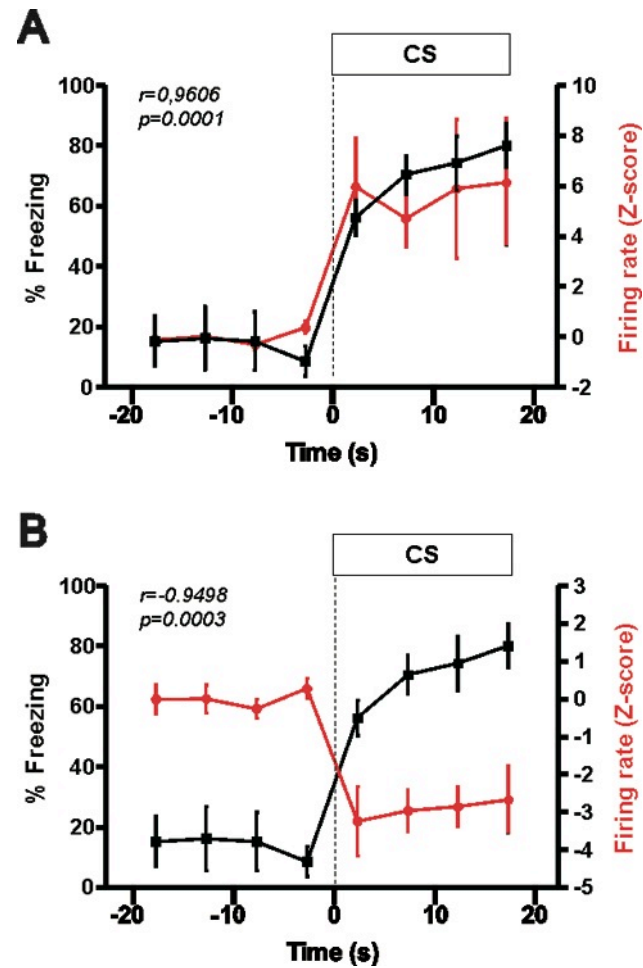 A
CS
r=0,9606
p=0.0001
100
80
60
40
20
0
% Freezing
10
8
6
4
2
0
-2
Firing rate (Z-score)
-20
-10
0
10
20
Time (s)
B
CS
r=-0.9498
p=0.0003
100
80
60
40
20
0
% Freezing
3
2
1
0
-1
-2
-3
-4
-5
Firing rate (Z-score)
-20
-10
0
10
20
Time (s)